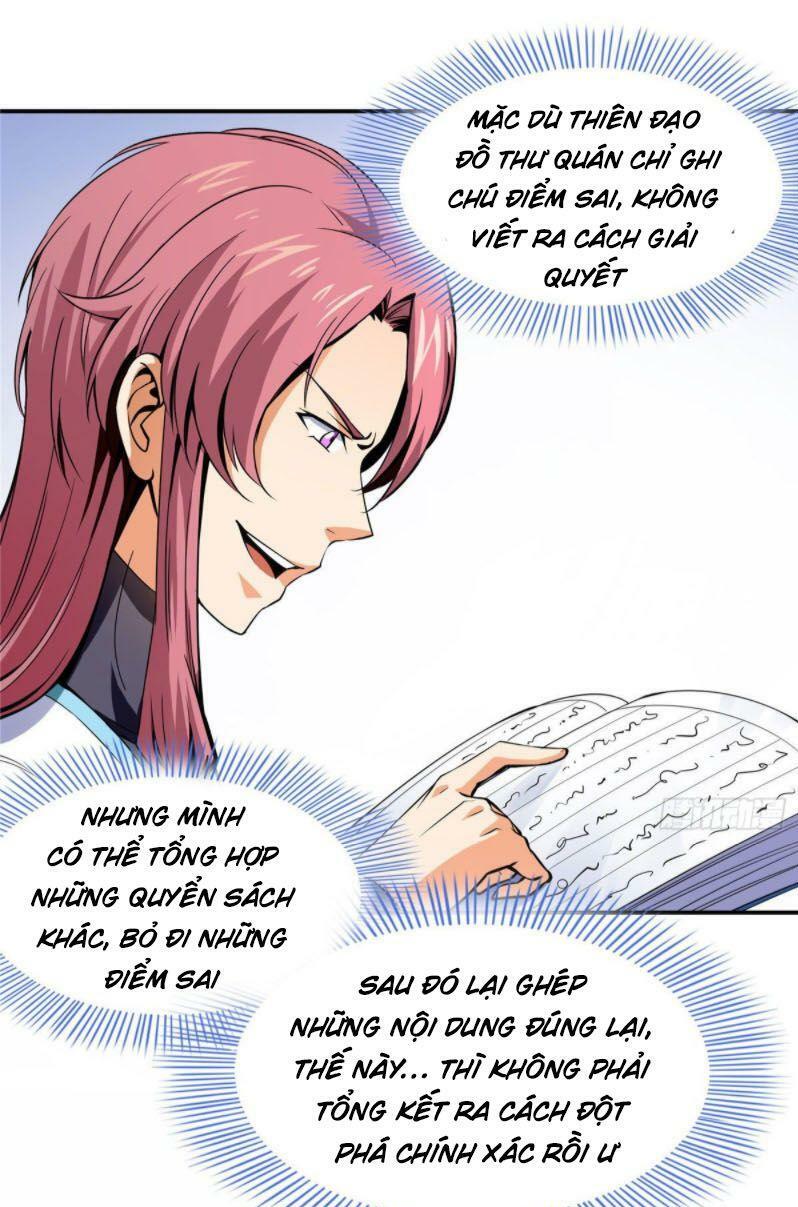 MẶC DÙ THIÊN ĐẠO
ĐỒ THƯ QUÁN CHỈ GHI
CHÚ ĐIỂM SAI, KHÔNG
VIẾT RA CÁCH GIẢI
QUYẾT
NHƯNG MÌNH
CÓ THỂ TỔNG HỢP
NHỮNG QUYỂN SÁCH
KHÁC, BỎ ĐI NHỮNG
ĐIỂM SAI
SAU ĐÓ LẠI GHÉP
NHỮNG NỘI DUNG ĐÚNG LẠI,
THẾ NÀY... THÌ KHÔNG PHẢI
TỔNG KẾT RA CÁCH ĐỘT
PHÁ CHÍNH XÁC RỒI Ư